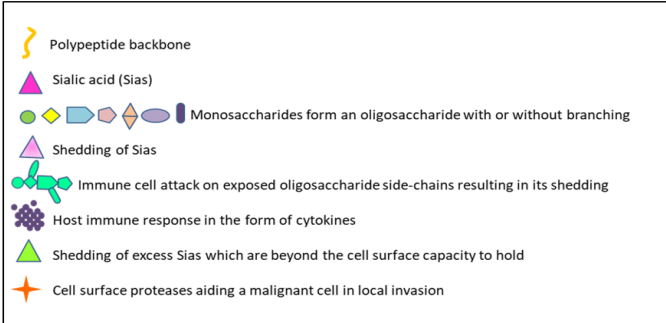 Polypeptide backbone
Sialic acid (Sias)
Monosaccharides form an oligosaccharide with or without branching
Shedding of Sias
Immune cell attack on exposed oligosaccharide side-chains resulting in its shedding
Host immune response in the form of cytokines
Shedding of excess Sias which are beyond the cell surface capacity to hold
Cell surface proteases aiding a malignant cell in local invasion